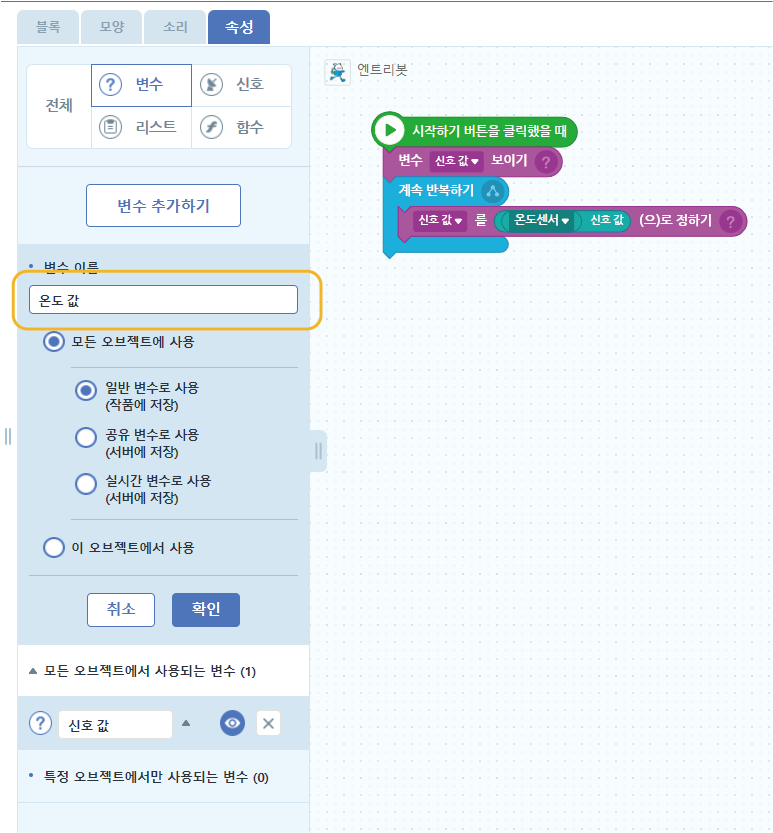 블록 모양 소리 속성
전체 변수 신호
리스트 함수
변수 추가하기
변수 이름
온도 값
모든 오브젝트에 사용
일반 변수로 사용
(작품에 저장)
공유 변수로 사용
(서버에 저장)
실시간 변수로 사용
(서버에 저장)
이 오브젝트에서 사용
취소 확인
모든 오브젝트에서 사용되는 변수 (1)
신호 값
특정 오브젝트에서만 사용되는 변수 (0)
엔트리봇
시작하기 버튼을 클릭했을 때
변수 신호 값 보이기 ?
계속 반복하기
신호 값 를 온도센서 신호 값 (으)로 정하기 ?